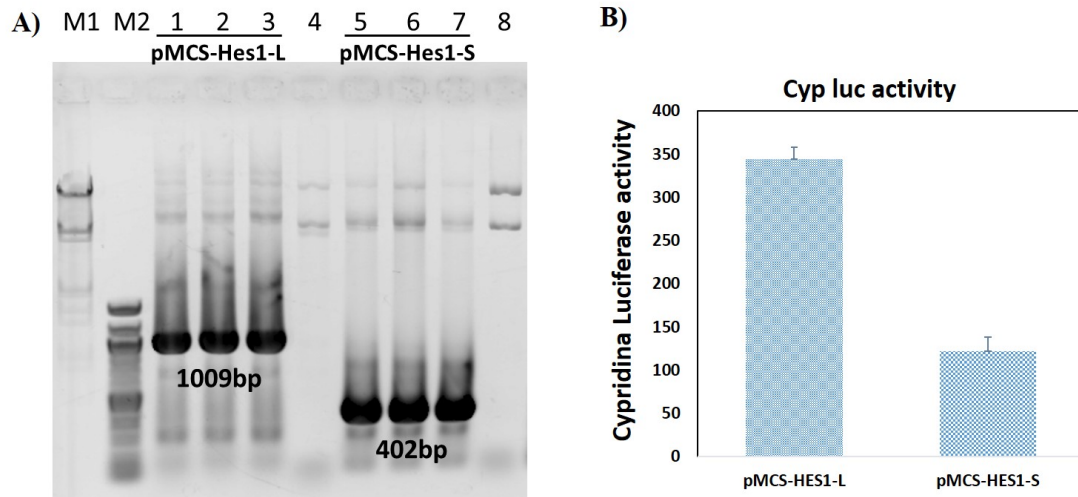 A)
M1 M2 1 2 3 4 5 6 7 8
pMCS-Hes1-L pMCS-Hes1-S
1009bp
402bp
B)
Cyp luc activity
Cypridina Luciferase activity
400
350
300
250
200
150
100
50
0
pMCS-HES1-L pMCS-HES1-S